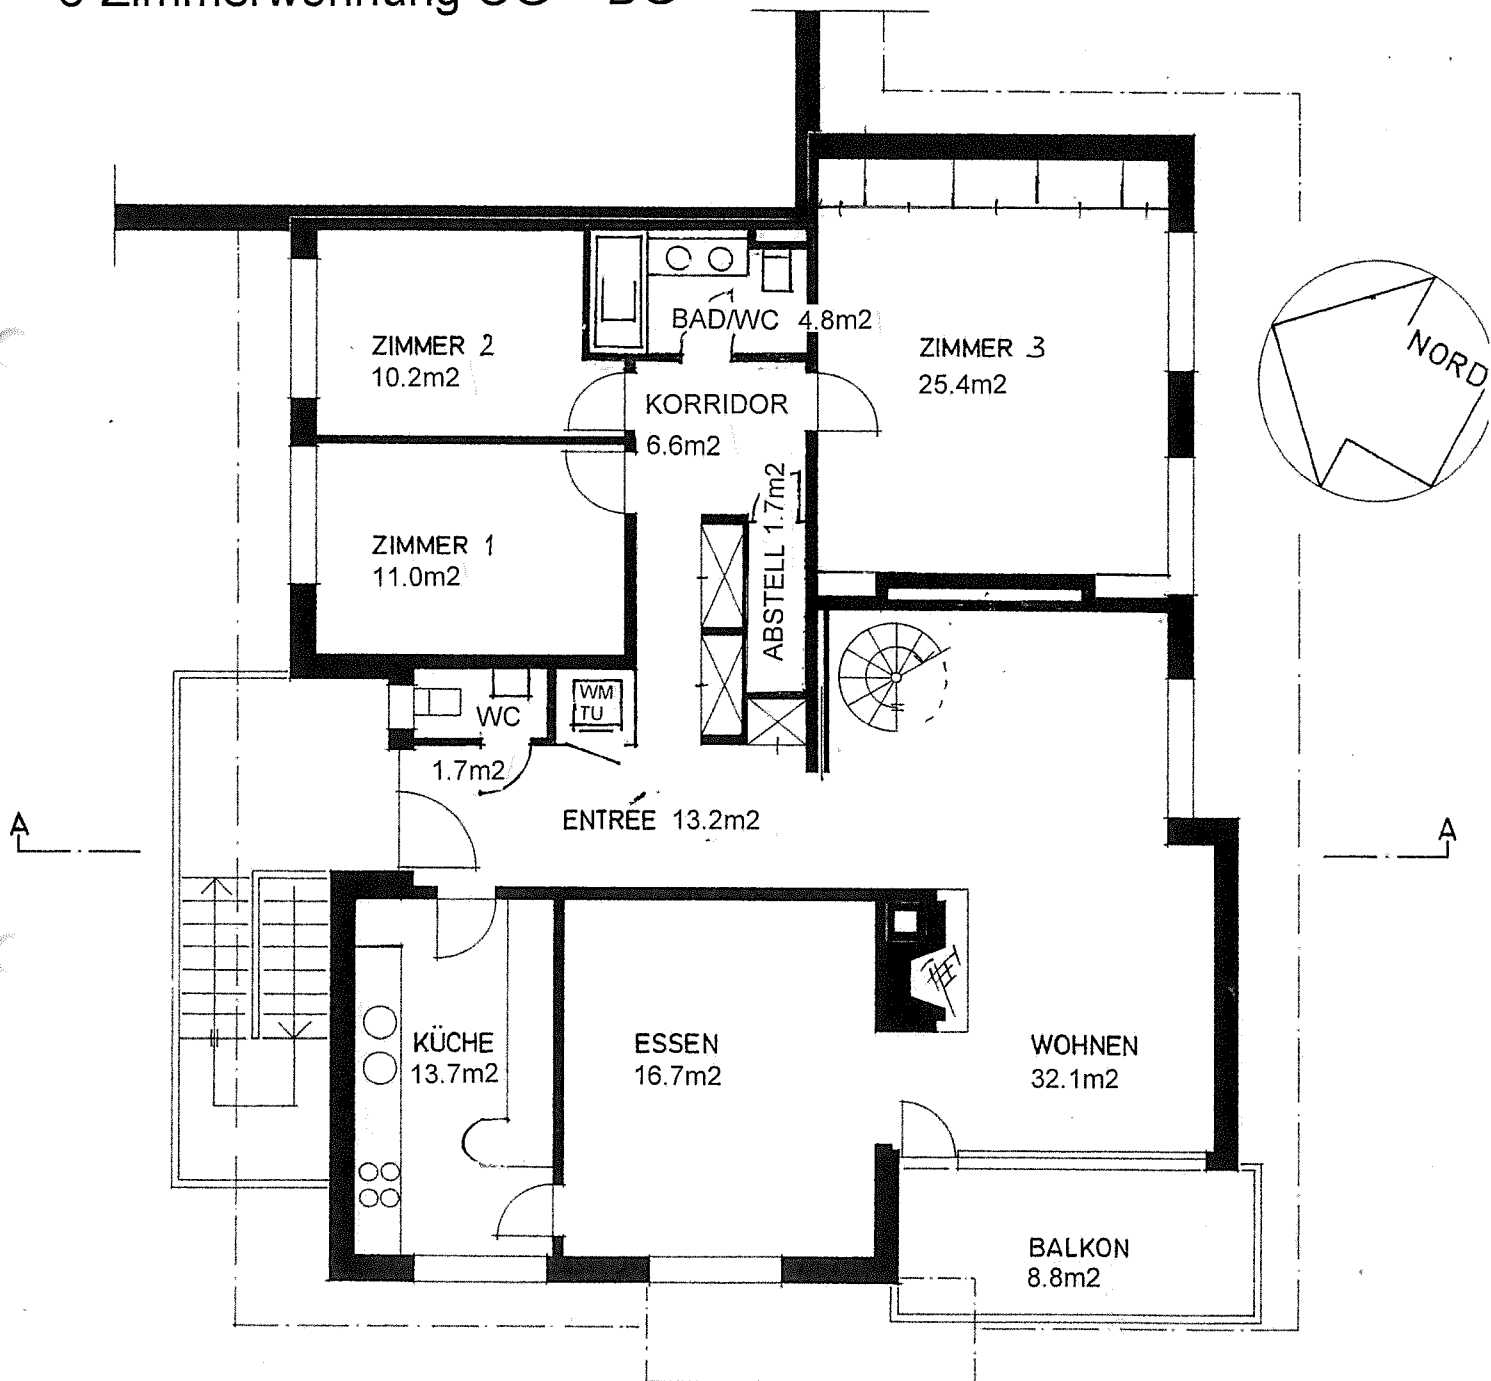 Zimmerwohnung
ZIMMER 2
10.2m2
BAD/WC 4.8m2
ZIMMER 3
25.4m2
NORD
KORRIDOR
6.6m2
ZIMMER 1
11.0m2
ABSTELL 1.7m2
WM
TU
WC
1.7m2
ENTRÉE 13.2m2
A
A
KÜCHE
13.7m2
ESSEN
16.7m2
WOHNEN
32.1m2
BALKON
8.8m2